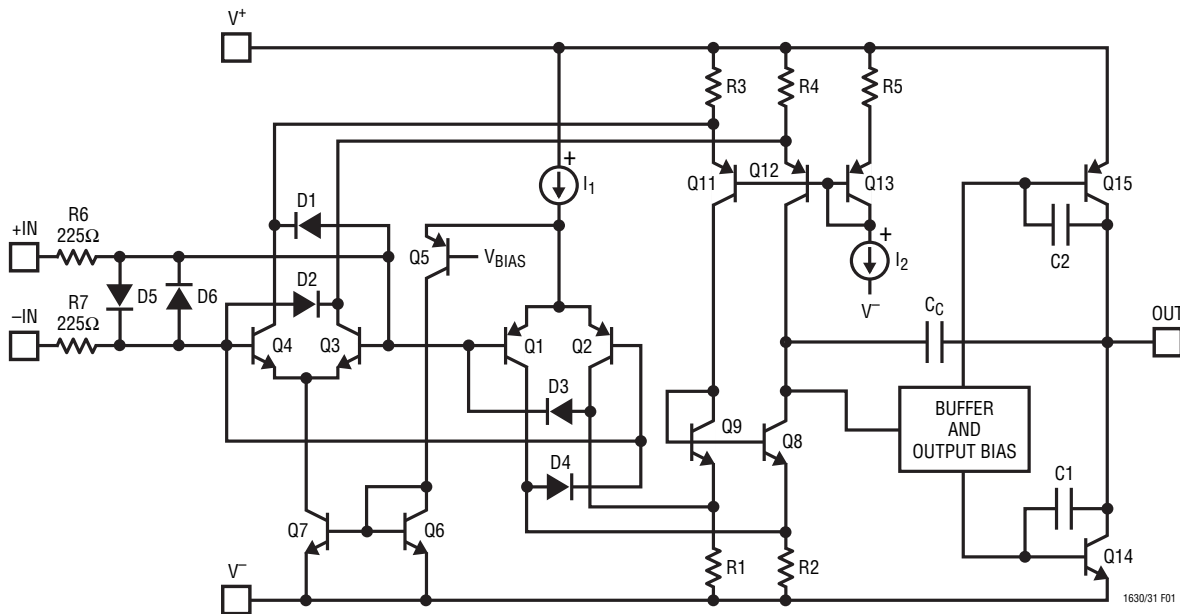 V+
R3
R4
R5
+
I1
Q11
Q12
Q13
Q15
D1
+IN
R6
225Ω
Q5
VBIAS
+
I2
C2
D5
D6
D2
V−
CC
OUT
−IN
R7
225Ω
Q4
Q3
Q1
Q2
D3
Q9
Q8
BUFFER
AND
OUTPUT BIAS
D4
C1
Q7
Q6
R1
R2
Q14
V−
1630/31 F01